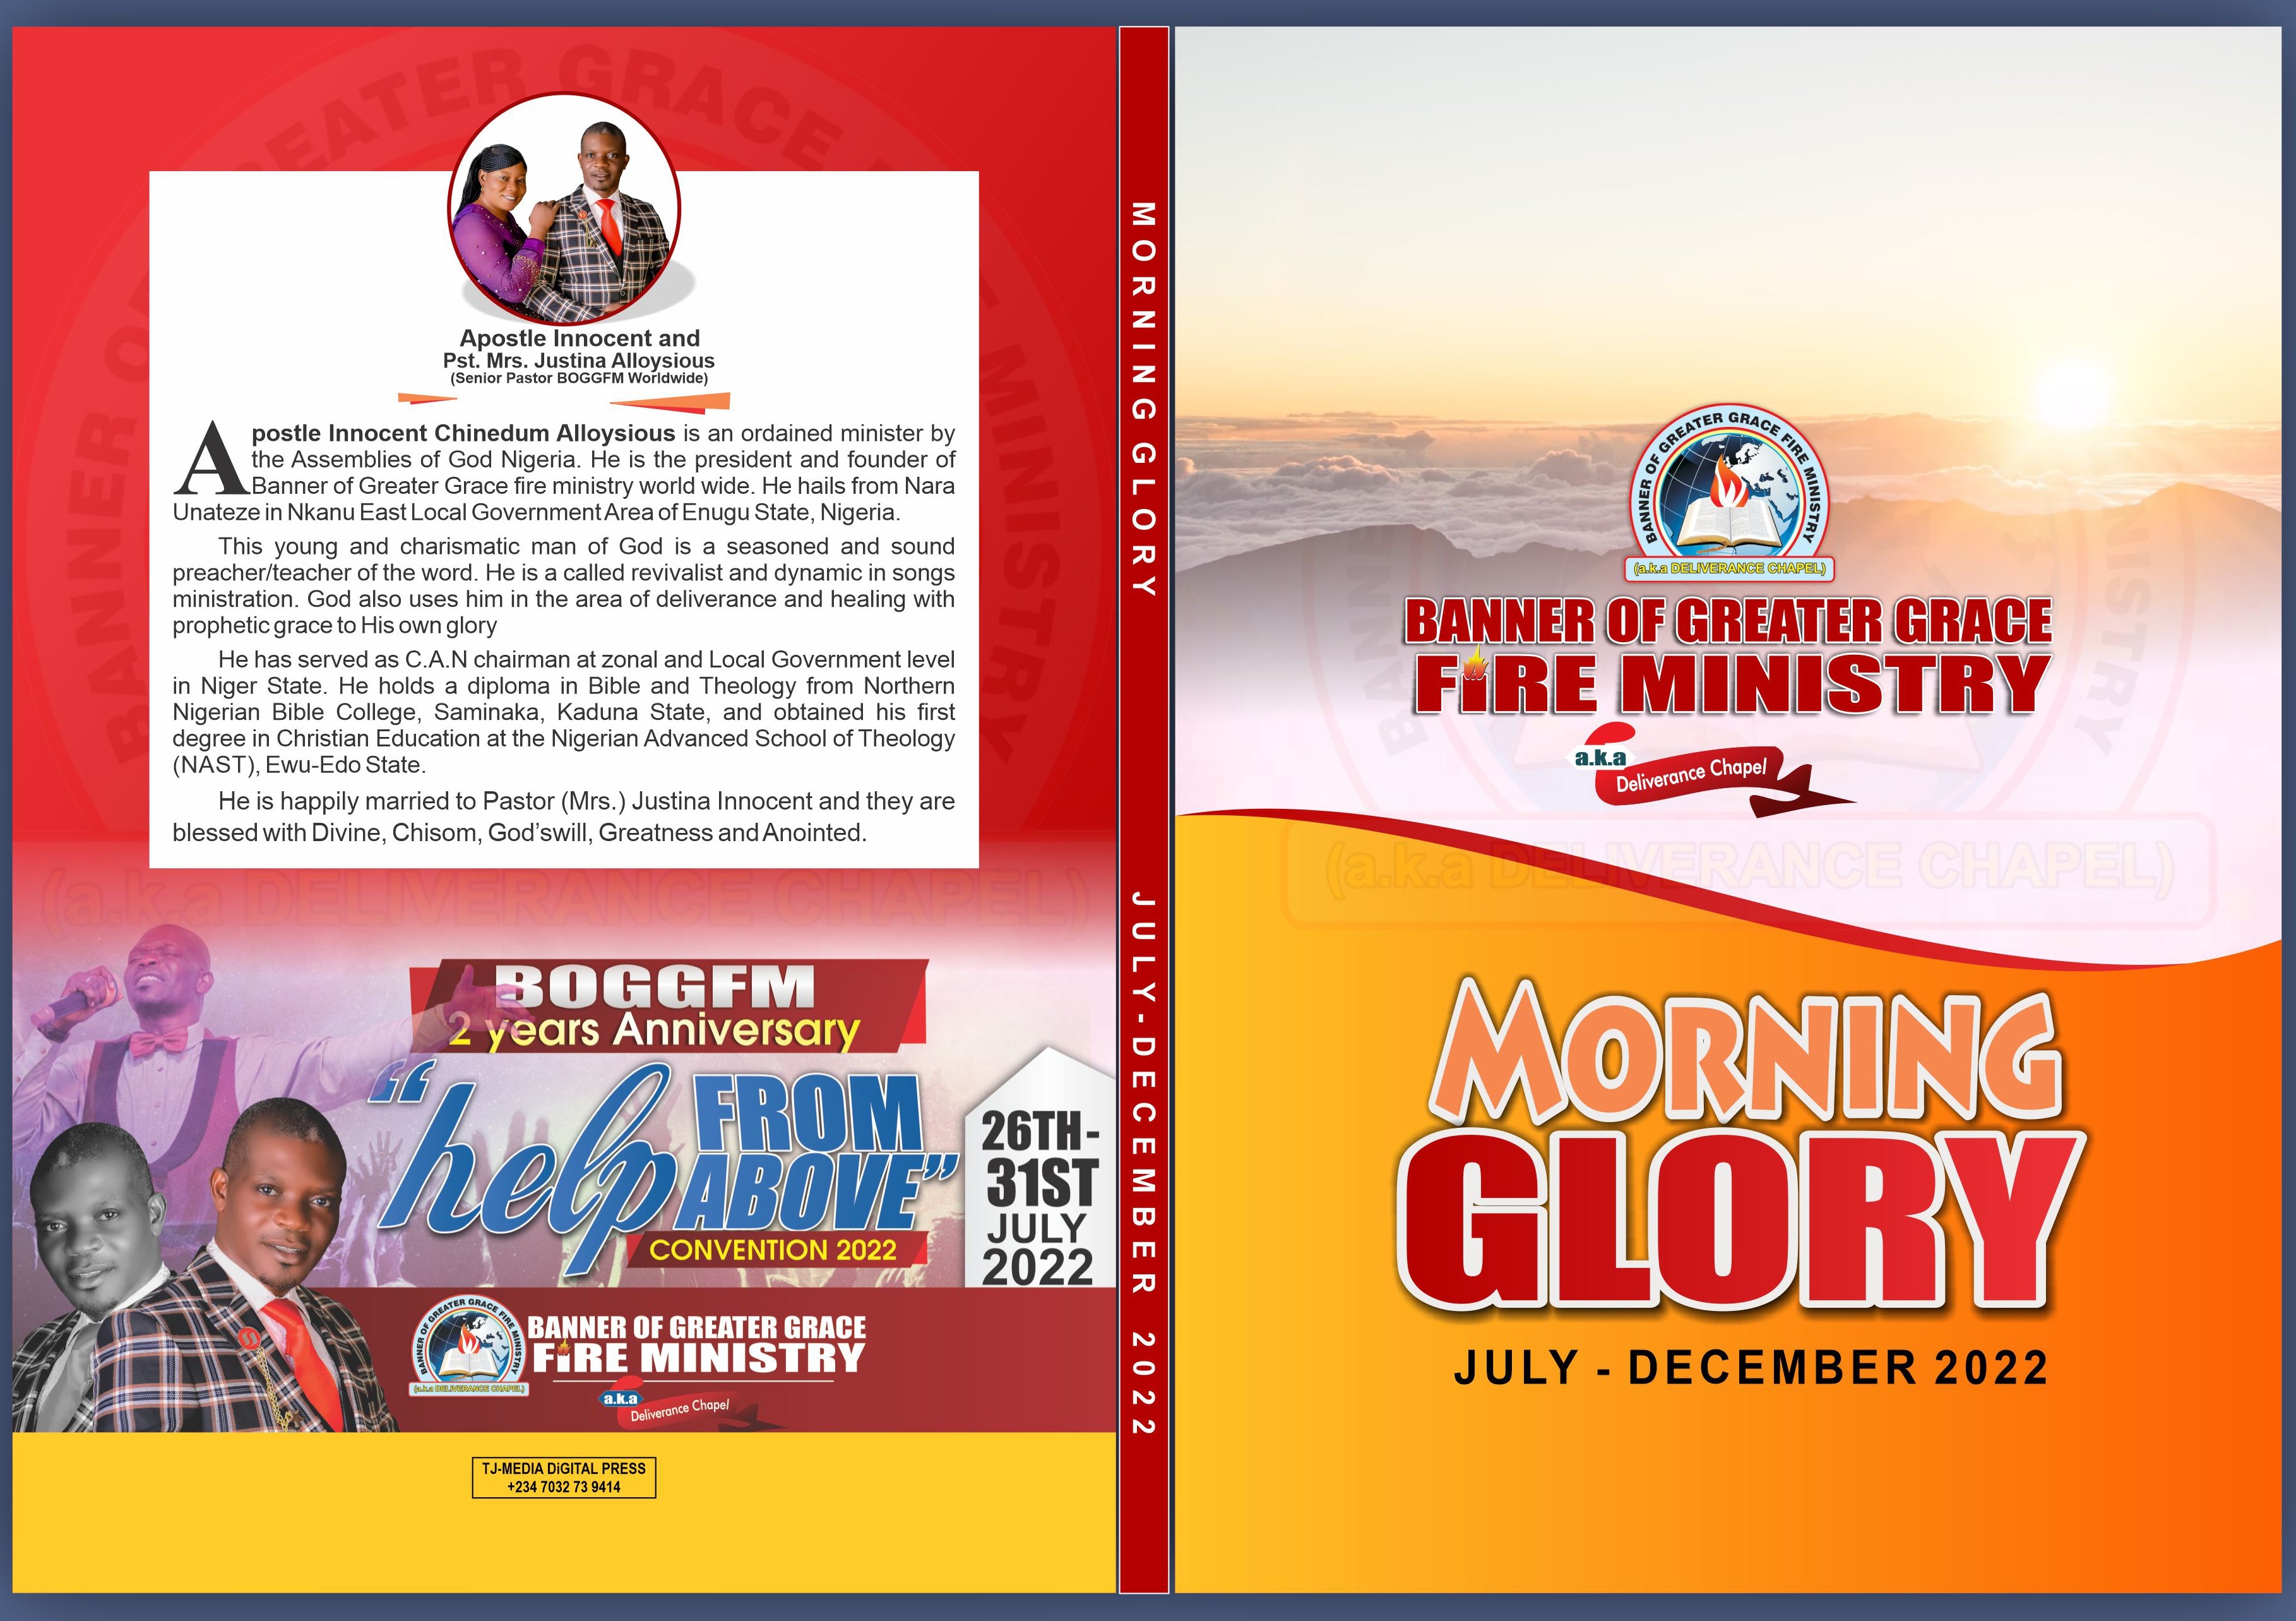 Apostle Innocent and
Pst. Mrs. Justina Alloysious
(Senior Pastor BOGGFM Worldwide)
Apostle Innocent Chinedum Alloysious is an ordained minister by
the Assemblies of God Nigeria. He is the president and founder of
Banner of Greater Grace fire ministry world wide. He hails from Nara
Unateze in Nkanu East Local Government Area of Enugu State, Nigeria.
This young and charismatic man of God is a seasoned and sound
preacher/teacher of the word. He is a called revivalist and dynamic in songs
ministration. God also uses him in the area of deliverance and healing with
prophetic grace to His own glory
He has served as C.A.N chairman at zonal and Local Government level
in Niger State. He holds a diploma in Bible and Theology from Northern
Nigerian Bible College, Saminaka, Kaduna State, and obtained his first
degree in Christian Education at the Nigerian Advanced School of Theology
(NAST), Ewu-Edo State.
He is happily married to Pastor (Mrs.) Justina Innocent and they are
blessed with Divine, Chisom, God'swill, Greatness and Anointed.
BANNER OF GREATER GRACE FIRE MINISTRY
(a.k.a DELIVERANCE CHAPEL)
BOGGFM
2 years Anniversary
"help FROM
ABOVE"
CONVENTION 2022
26TH-
31ST
JULY
2022
BANNER OF GREATER GRACE FIRE MINISTRY
(a.k.a DELIVERANCE CHAPEL)
BANNER OF GREATER GRACE
FiRE MINISTRY
a.k.a
Deliverance Chapel
TJ-MEDIA DiGITAL PRESS
+234 7032 73 9414
MORNING GLORY JULY-DECEMBER 2022
BANNER OF GREATER GRACE FIRE MINISTRY
(a.k.a DELIVERANCE CHAPEL)
BANNER OF GREATER GRACE
FiRE MINISTRY
a.k.a
Deliverance Chapel
(a.k.a DELIVERANCE CHAPEL)
MORNING
GLORY
JULY - DECEMBER 2022